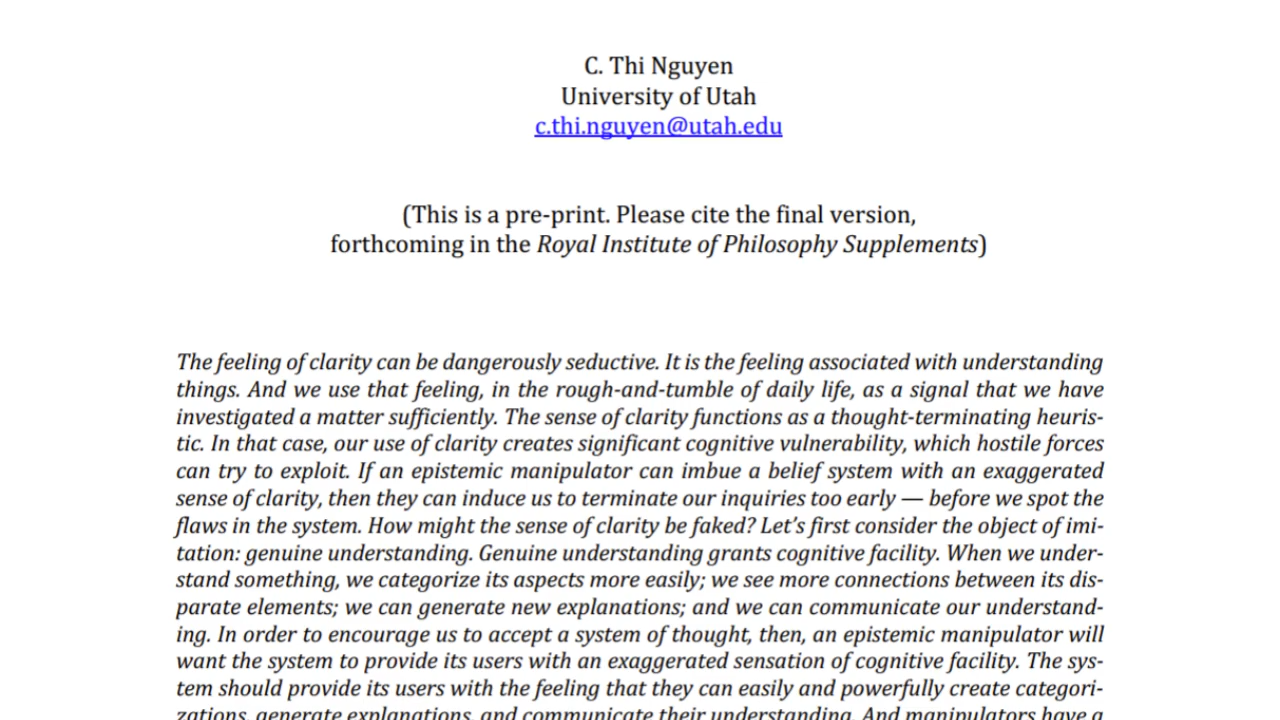 C. Thi Nguyen
University of Utah
c.thi.nguyen@utah.edu
(This is a pre-print. Please cite the final version,
forthcoming in the Royal Institute of Philosophy Supplements)
The feeling of clarity can be dangerously seductive. It is the feeling associated with understanding
things. And we use that feeling, in the rough-and-tumble of daily life, as a signal that we have
investigated a matter sufficiently. The sense of clarity functions as a thought-terminating heuris-
tic. In that case, our use of clarity creates significant cognitive vulnerability, which hostile forces
can try to exploit. If an epistemic manipulator can imbue a belief system with an exaggerated
sense of clarity, then they can induce us to terminate our inquiries too early — before we spot the
flaws in the system. How might the sense of clarity be faked? Let's first consider the object of imi-
tation: genuine understanding. Genuine understanding grants cognitive facility. When we under-
stand something, we categorize its aspects more easily; we see more connections between its dis-
parate elements; we can generate new explanations; and we can communicate our understand-
ing. In order to encourage us to accept a system of thought, then, an epistemic manipulator will
want the system to provide its users with an exaggerated sensation of cognitive facility. The sys-
tem should provide its users with the feeling that they can easily and powerfully create categori-
zations, generate explanations, and communicate their understanding. And manipulators have a